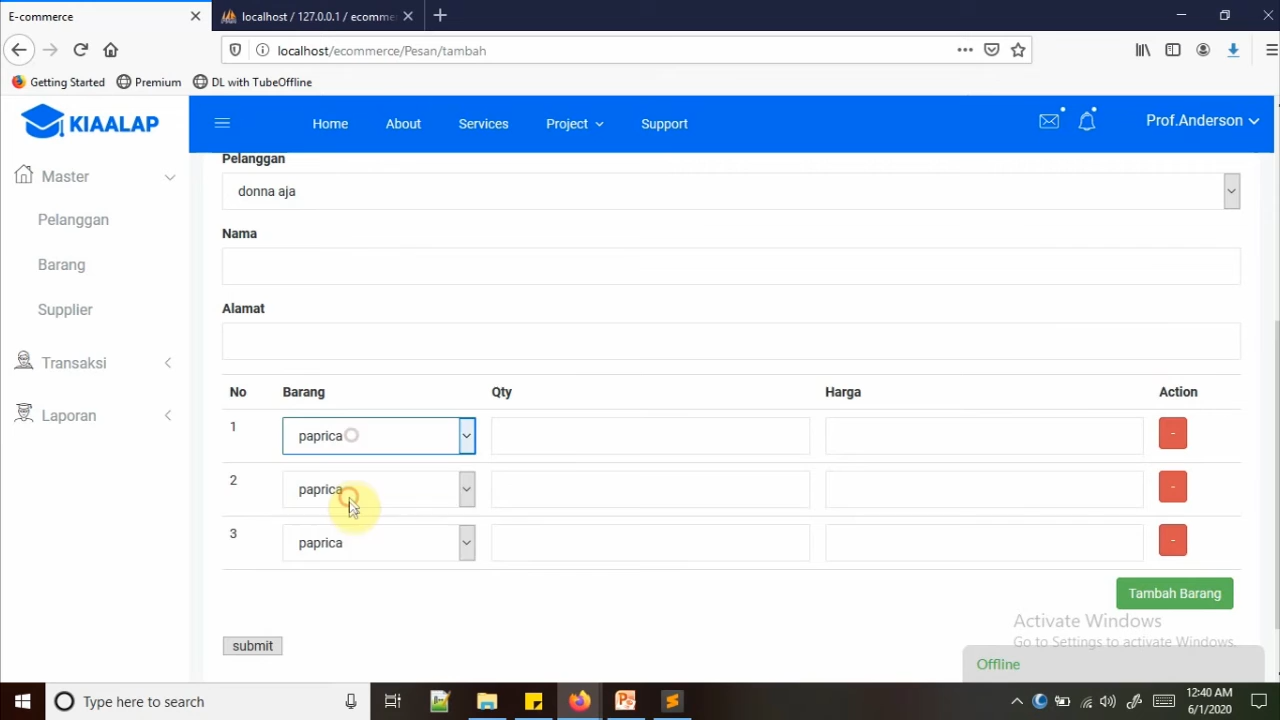 E-commerce
localhost / 127.0.0.1 / ecomme
localhost/ecommerce/Pesan/tambah
Getting Started
Premium
DL with TubeOffline
KIAALAP
Home
About
Services
Project
Support
Prof.Anderson
Master
Pelanggan
Barang
Supplier
Transaksi
Laporan
Pelanggan
donna aja
Nama
Alamat
No Barang Qty Harga Action
1 paprica -
2 paprica -
3 paprica -
Tambah Barang
submit
Activate Windows
Go to Settings to activate Windows.
Offline
Type here to search
12:40 AM
6/1/2020